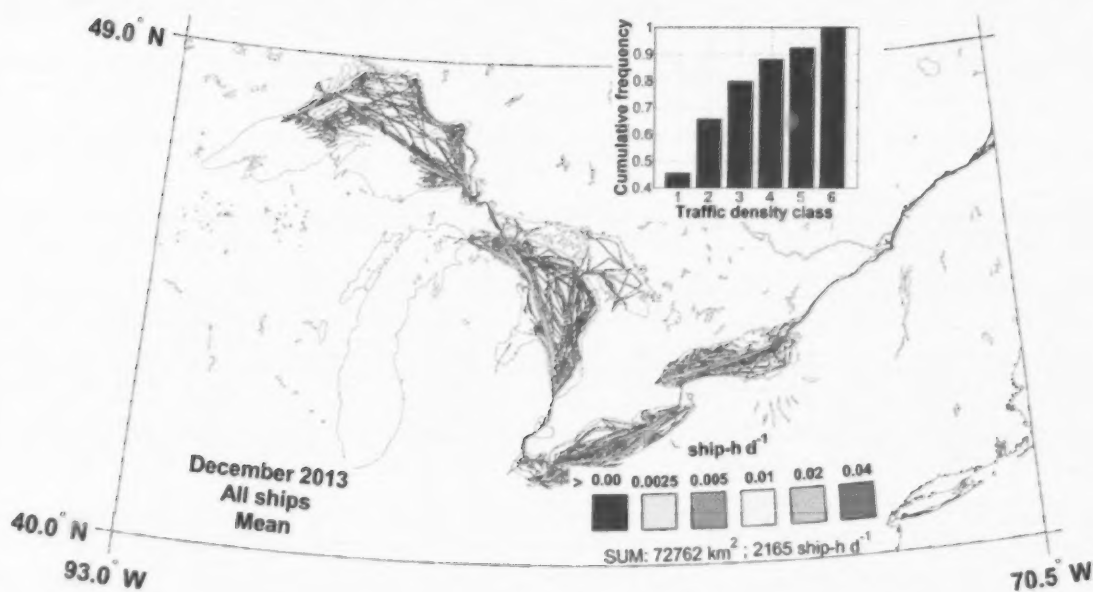 49.0° N
Cumulative frequency
1
0.9
0.8
0.7
0.6
0.5
0.4
1 2 3 4 5 6
Traffic density class
December 2013
All ships
Mean
ship-h d⁻¹
> 0.00 0.0025 0.005 0.01 0.02 0.04
SUM: 72762 km² ; 2165 ship-h d⁻¹
40.0° N
93.0° W
70.5° W